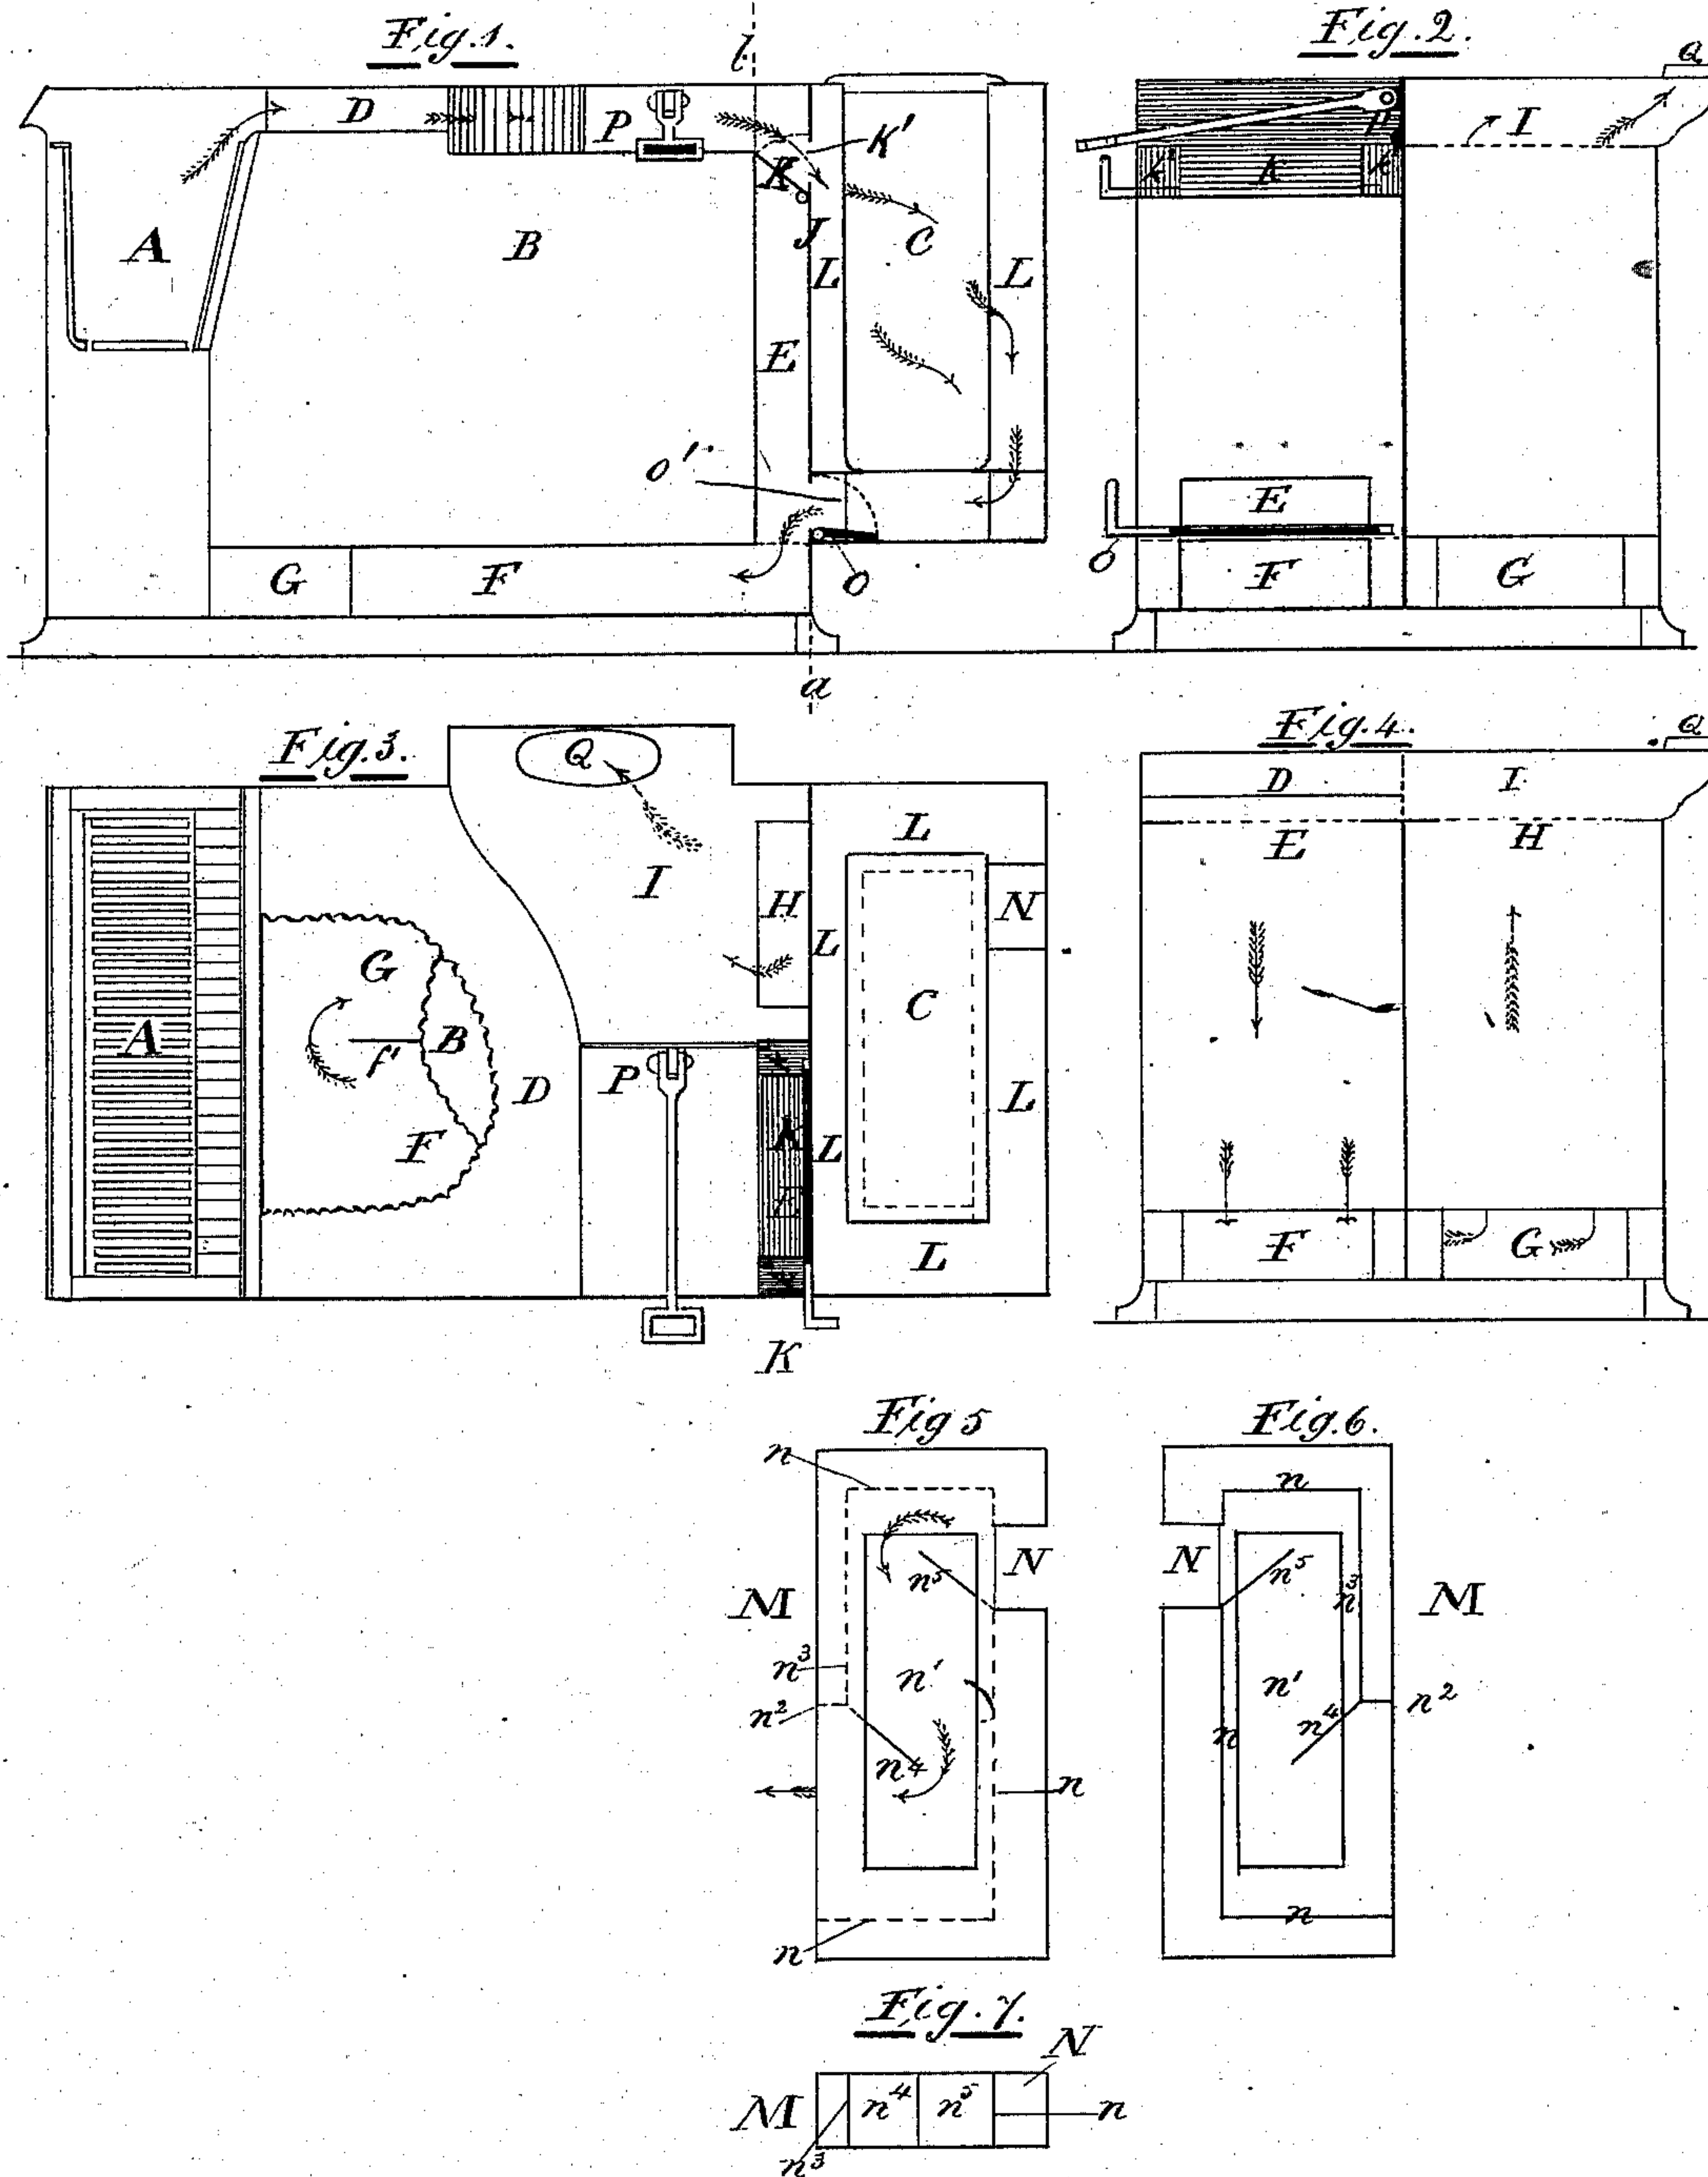 Fig. 1.
l
D
P
K'
A
B
K
J
L
C
L
E
O'
G
F
O
a
Fig. 2.
Q
P
I
K
E
O
F
G
Fig. 3.
Q
L
I
H
N
L
G
C
A
B
f'
D
P
F
K
L
L
L
K
Fig. 4.
Q
D
I
E
H
F
G
Fig 5
n
N
n⁵
M
n³
n'
n²
n⁴
n
n
Fig. 6.
n
N
n⁵
n³
M
n'
n²
n⁴
n
n
Fig. 7.
N
M
n⁴
n⁵
n
n³